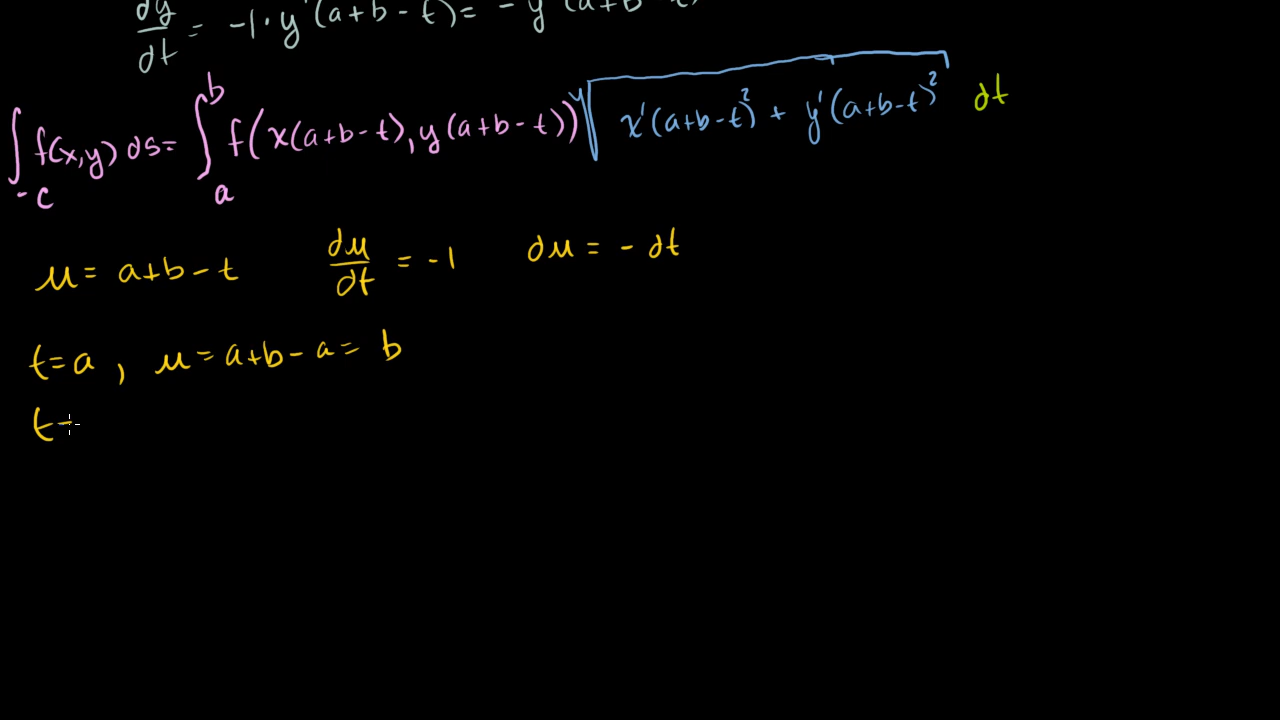 dy/dt = -1·y'(a+b-t) = -y'(a+b-t)
∫_{-C} f(x,y) ds = ∫_a^b f(x(a+b-t), y(a+b-t)) √(x'(a+b-t)² + y'(a+b-t)²) dt
u = a+b-t du/dt = -1 du = -dt
t=a, u = a+b-a = b
t=